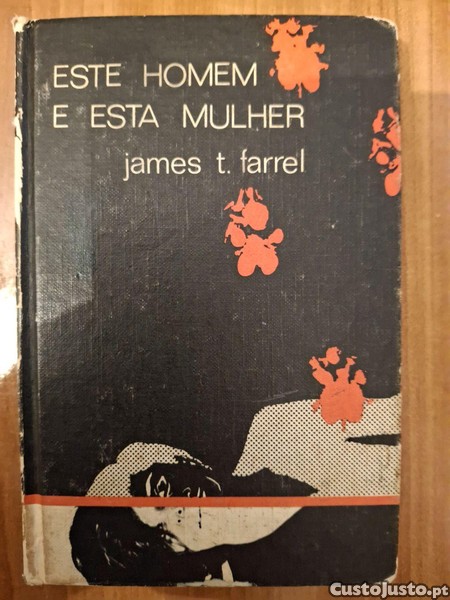 ESTE HOMEM
E ESTA MULHER
james t. farrel
CustoJusto.pt